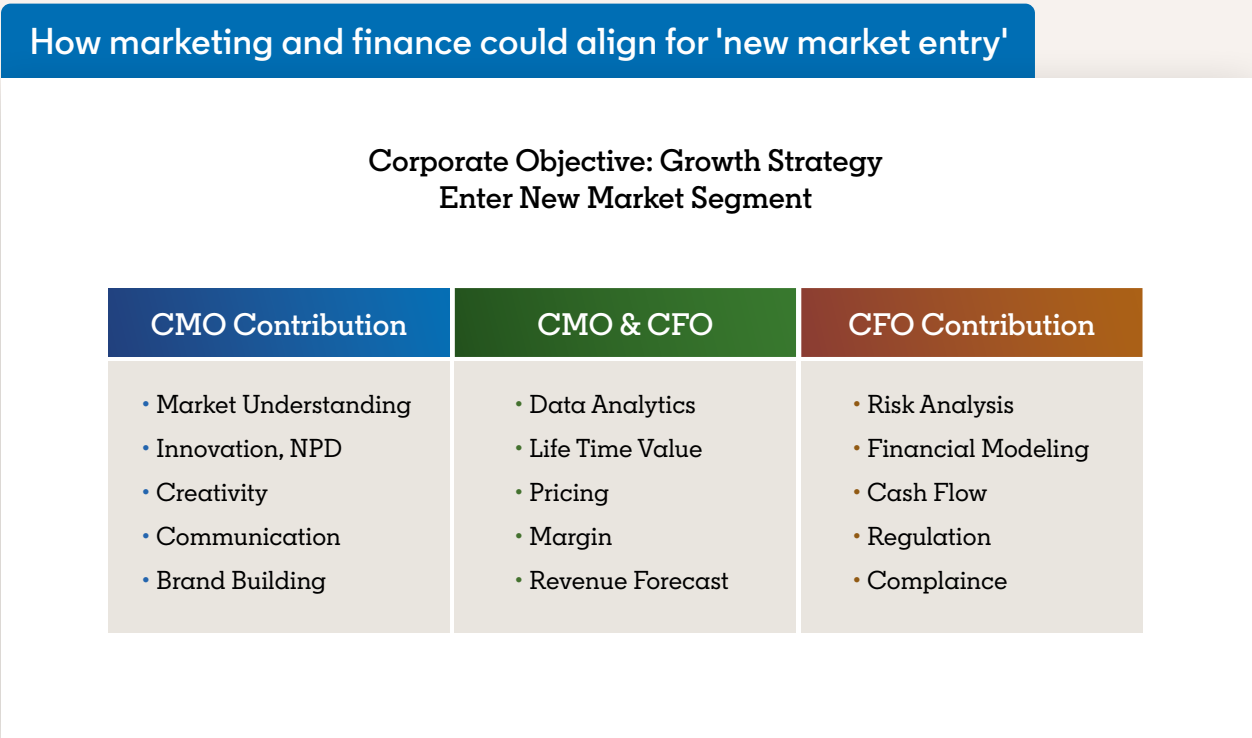 How marketing and finance could align for 'new market entry'
Corporate Objective: Growth Strategy
Enter New Market Segment
CMO Contribution
• Market Understanding
• Innovation, NPD
• Creativity
• Communication
• Brand Building
CMO & CFO
• Data Analytics
• Life Time Value
• Pricing
• Margin
• Revenue Forecast
CFO Contribution
• Risk Analysis
• Financial Modeling
• Cash Flow
• Regulation
• Complaince